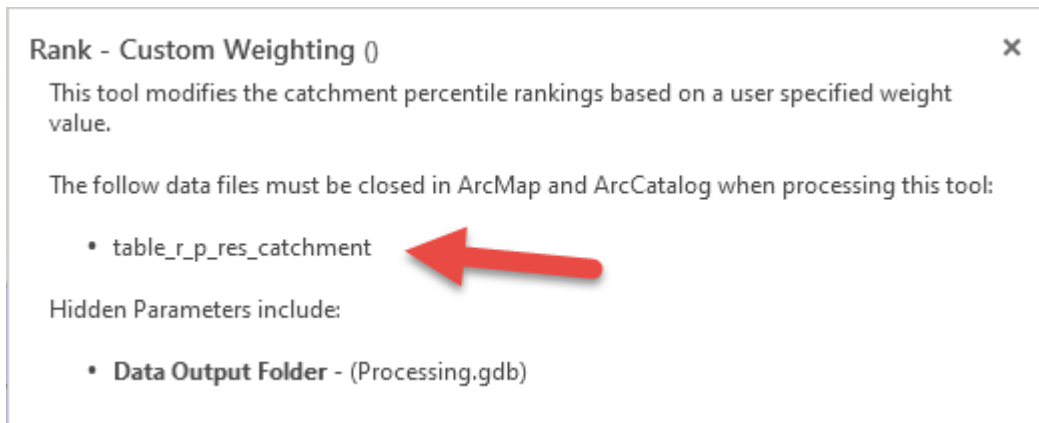 Rank - Custom Weighting ()
×
This tool modifies the catchment percentile rankings based on a user specified weight
value.
The follow data files must be closed in ArcMap and ArcCatalog when processing this tool:
• table_r_p_res_catchment
Hidden Parameters include:
• Data Output Folder - (Processing.gdb)